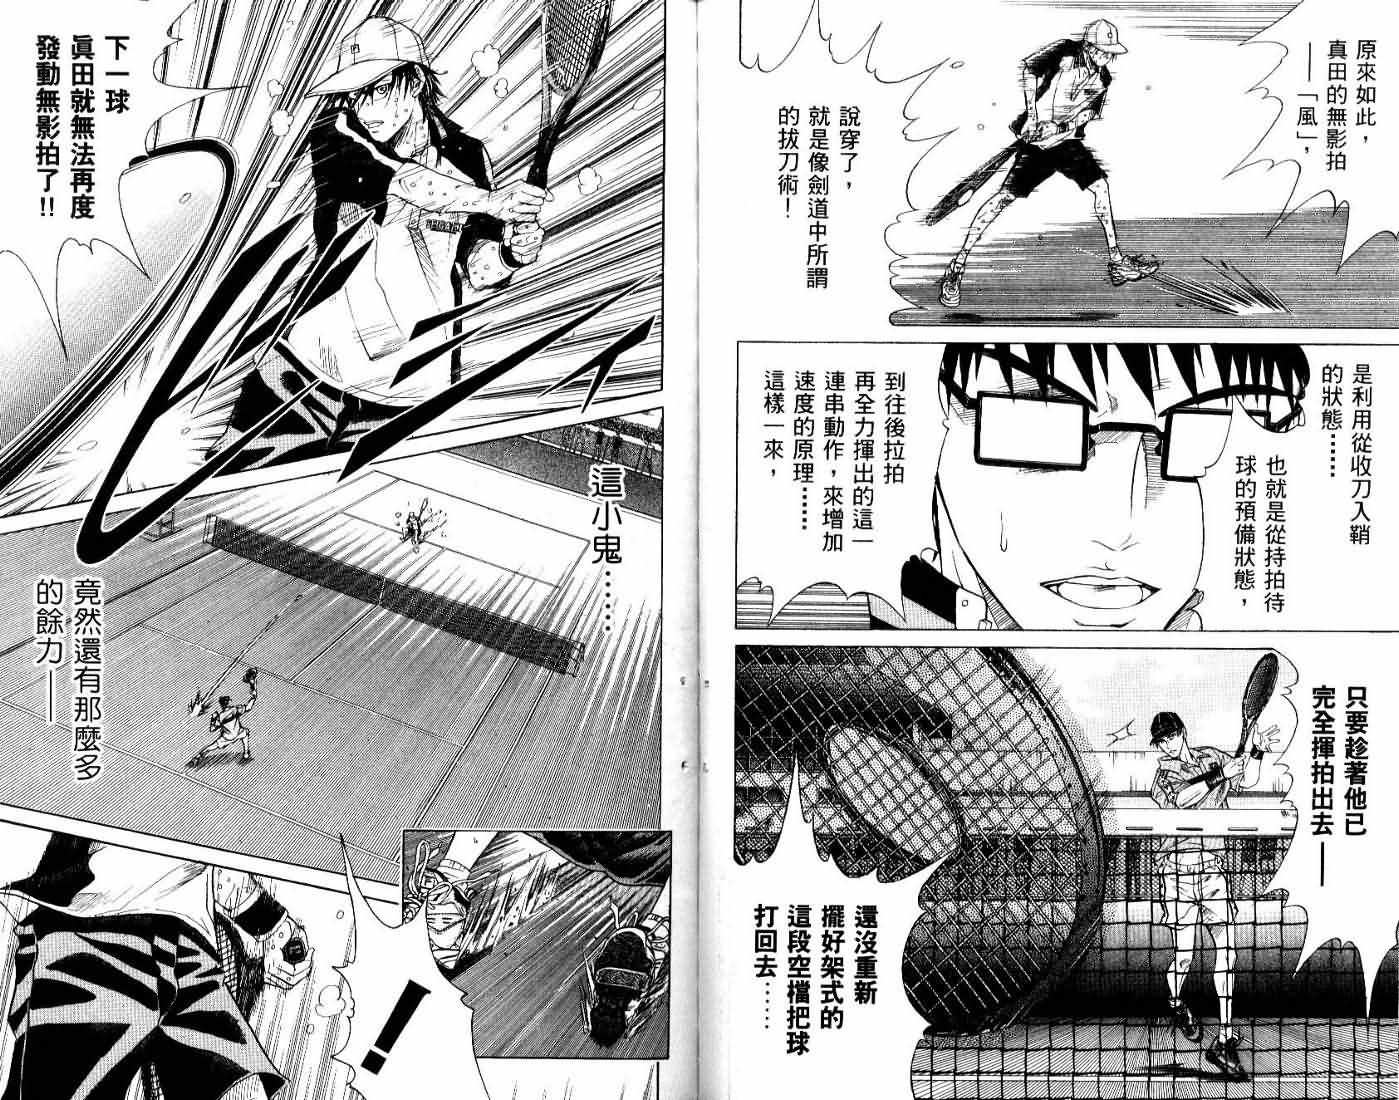 原來如此，
真田的無影拍
——「風」，
說穿了，
就是像劍道中所謂
的拔刀術！
是利用從收刀入鞘
的狀態……
也就是從持拍待
球的預備狀態，
到往後拉拍
再全力揮出的這一
連串動作，來增加
速度的原理……
這樣一來，
只要趁著他已
完全揮拍出去——
還沒重新
擺好架式的
這段空檔把球
打回去……
下一球
真田就無法再度
發動無影拍了!!
這小鬼……
竟然還有那麼多
的餘力——
！